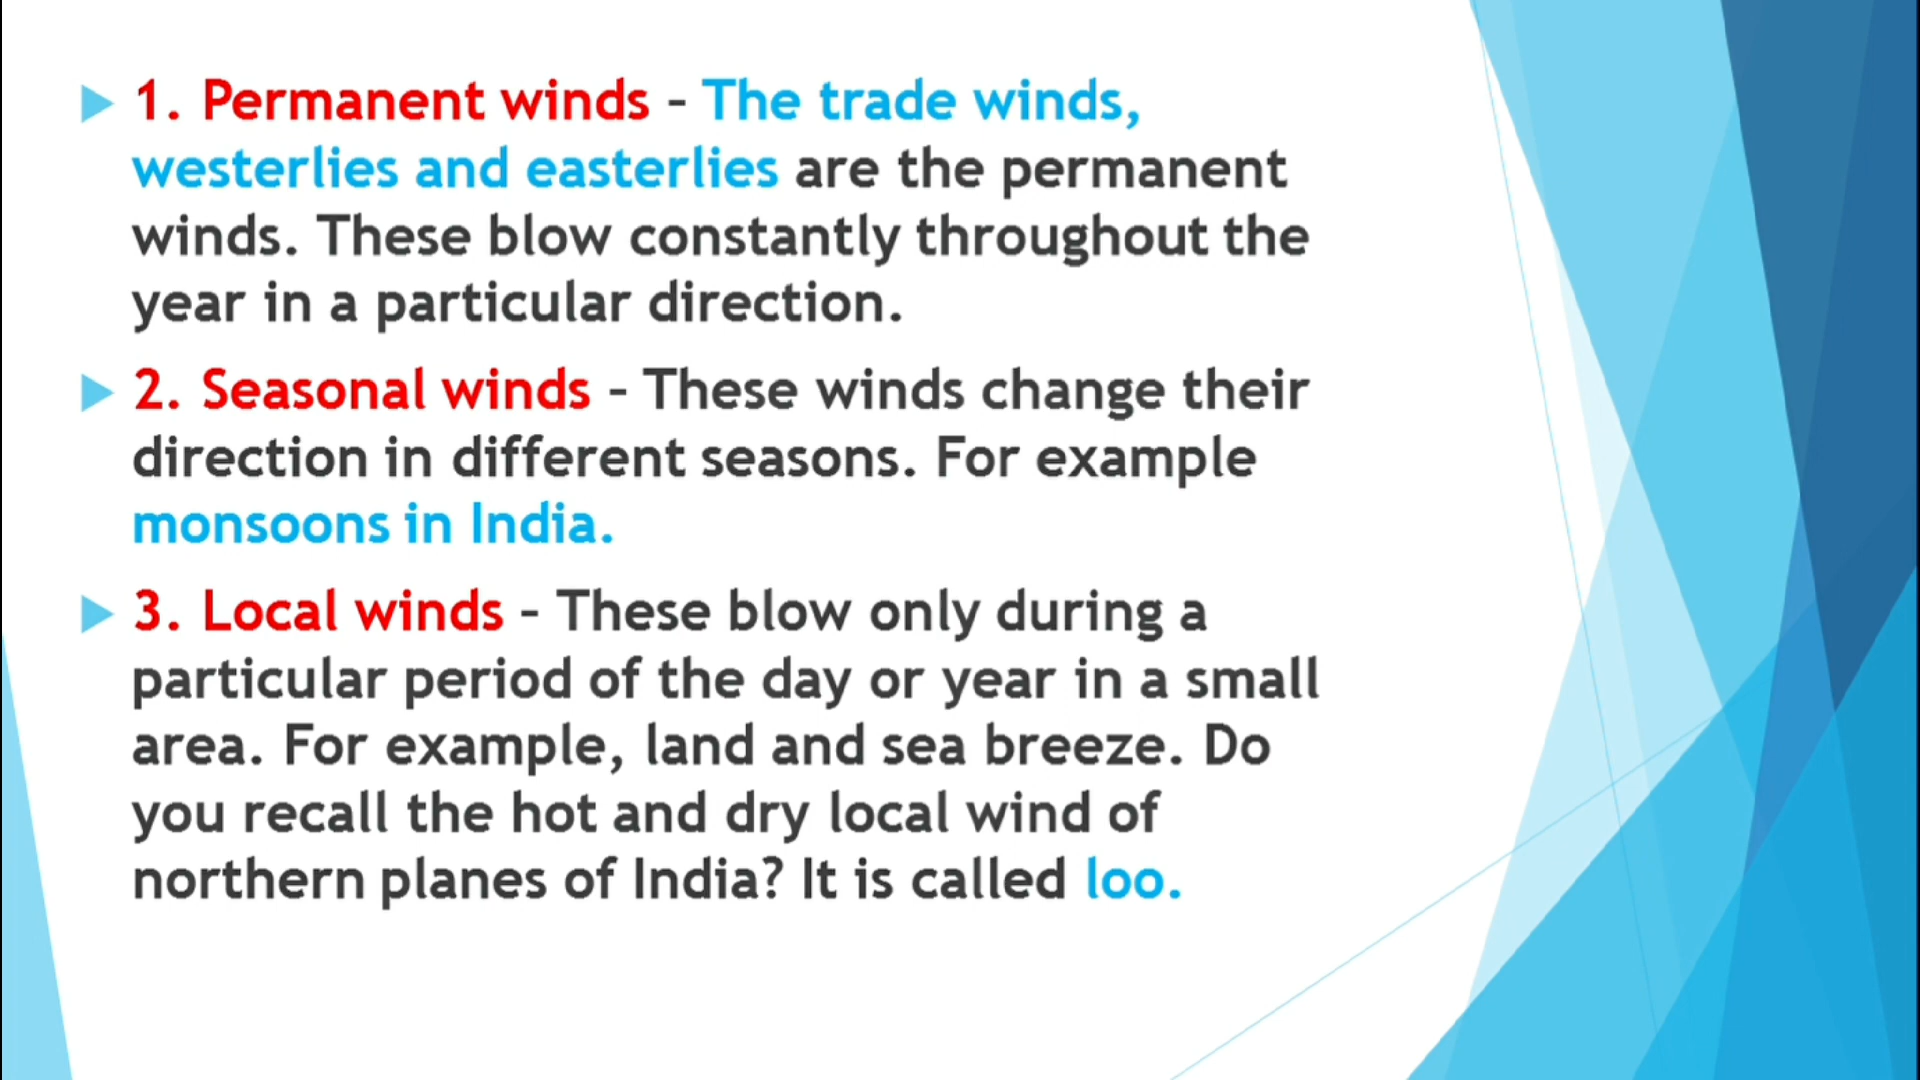 1. Permanent winds – The trade winds,
westerlies and easterlies are the permanent
winds. These blow constantly throughout the
year in a particular direction.
2. Seasonal winds – These winds change their
direction in different seasons. For example
monsoons in India.
3. Local winds – These blow only during a
particular period of the day or year in a small
area. For example, land and sea breeze. Do
you recall the hot and dry local wind of
northern planes of India? It is called loo.